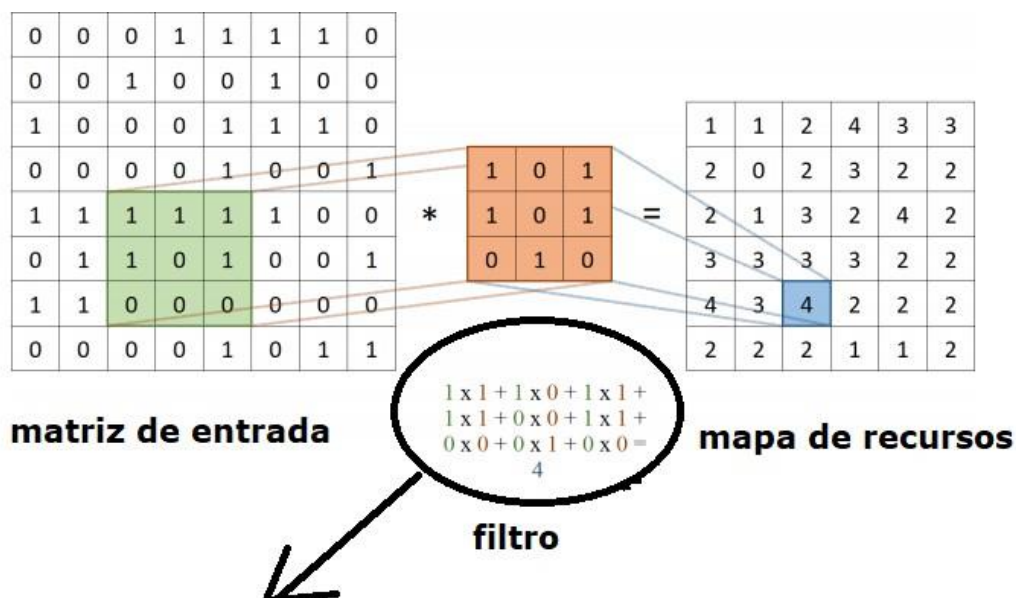 0 0 0 1 1 1 1 0
0 0 1 0 0 1 0 0
1 0 0 0 1 1 1 0
0 0 0 0 1 0 0 1
1 1 1 1 1 1 0 0
0 1 1 0 1 0 0 1
1 1 0 0 0 0 0 0
0 0 0 0 1 0 1 1
*
1 0 1
1 0 1
0 1 0
=
1 1 2 4 3 3
2 0 2 3 2 2
2 1 3 2 4 2
3 3 3 3 2 2
4 3 4 2 2 2
2 2 2 1 1 2
1 x 1 + 1 x 0 + 1 x 1 +
1 x 1 + 0 x 0 + 1 x 1 +
0 x 0 + 0 x 1 + 0 x 0 =
4
matriz de entrada
mapa de recursos
filtro